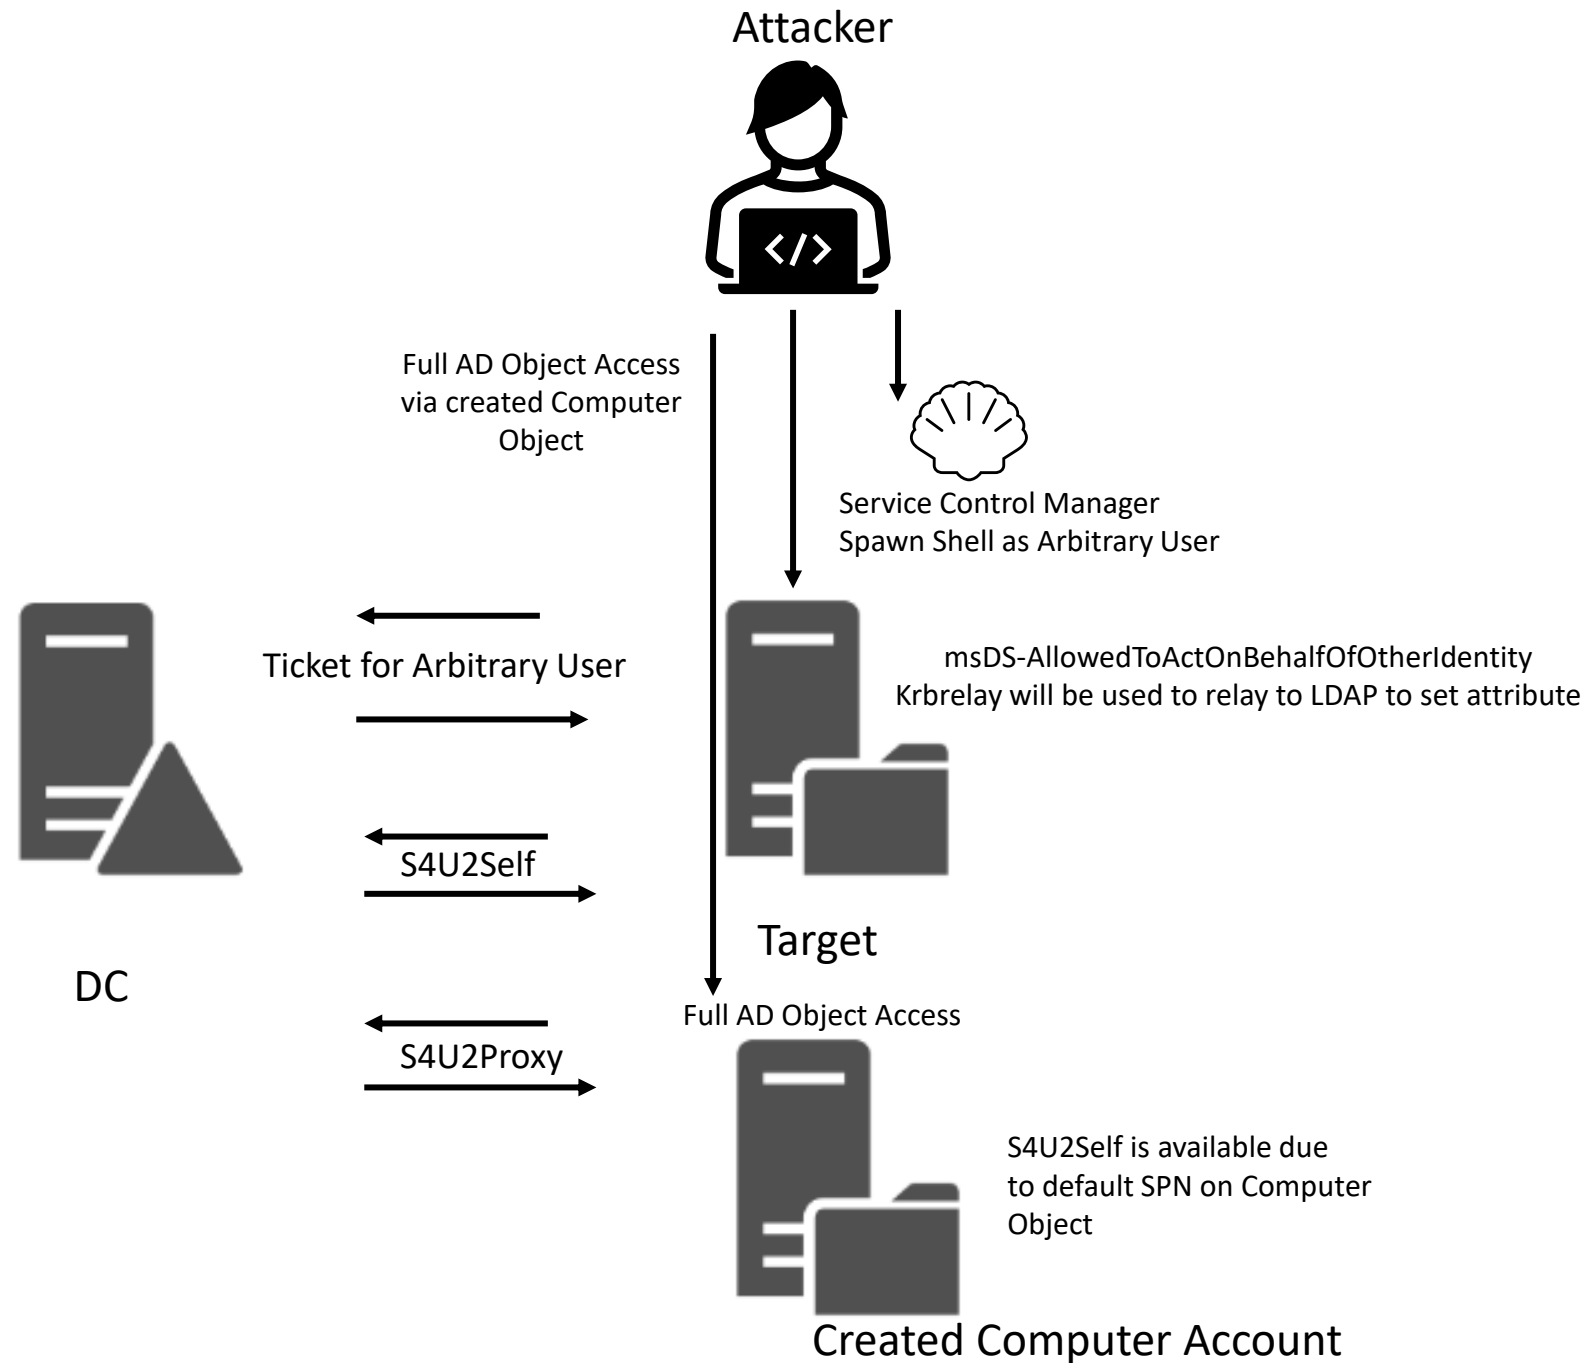 Attacker
</>
Full AD Object Access
via created Computer
Object
Service Control Manager
Spawn Shell as Arbitrary User
Ticket for Arbitrary User
msDS-AllowedToActOnBehalfOfOtherIdentity
Krbrelay will be used to relay to LDAP to set attribute
S4U2Self
Target
DC
Full AD Object Access
S4U2Proxy
S4U2Self is available due
to default SPN on Computer
Object
Created Computer Account